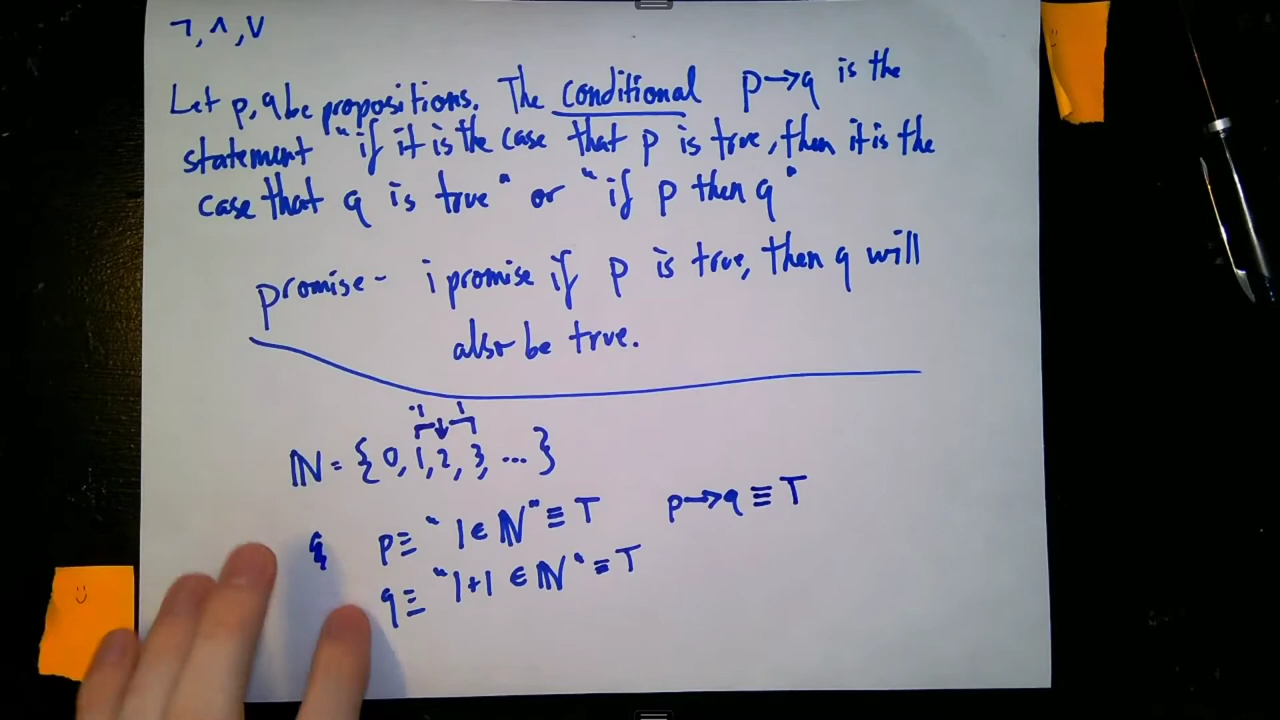 ¬, ∧, ∨
Let p, q be propositions. The conditional p→q is the
statement "if it is the case that p is true, then it is the
case that q is true" or "if p then q"
promise - i promise if p is true, then q will
also be true.
-1 1
ℕ = {0, 1, 2, 3, ... }
p ≡ "1 ∈ ℕ" ≡ T p→q ≡ T
q ≡ "1+1 ∈ ℕ" ≡ T